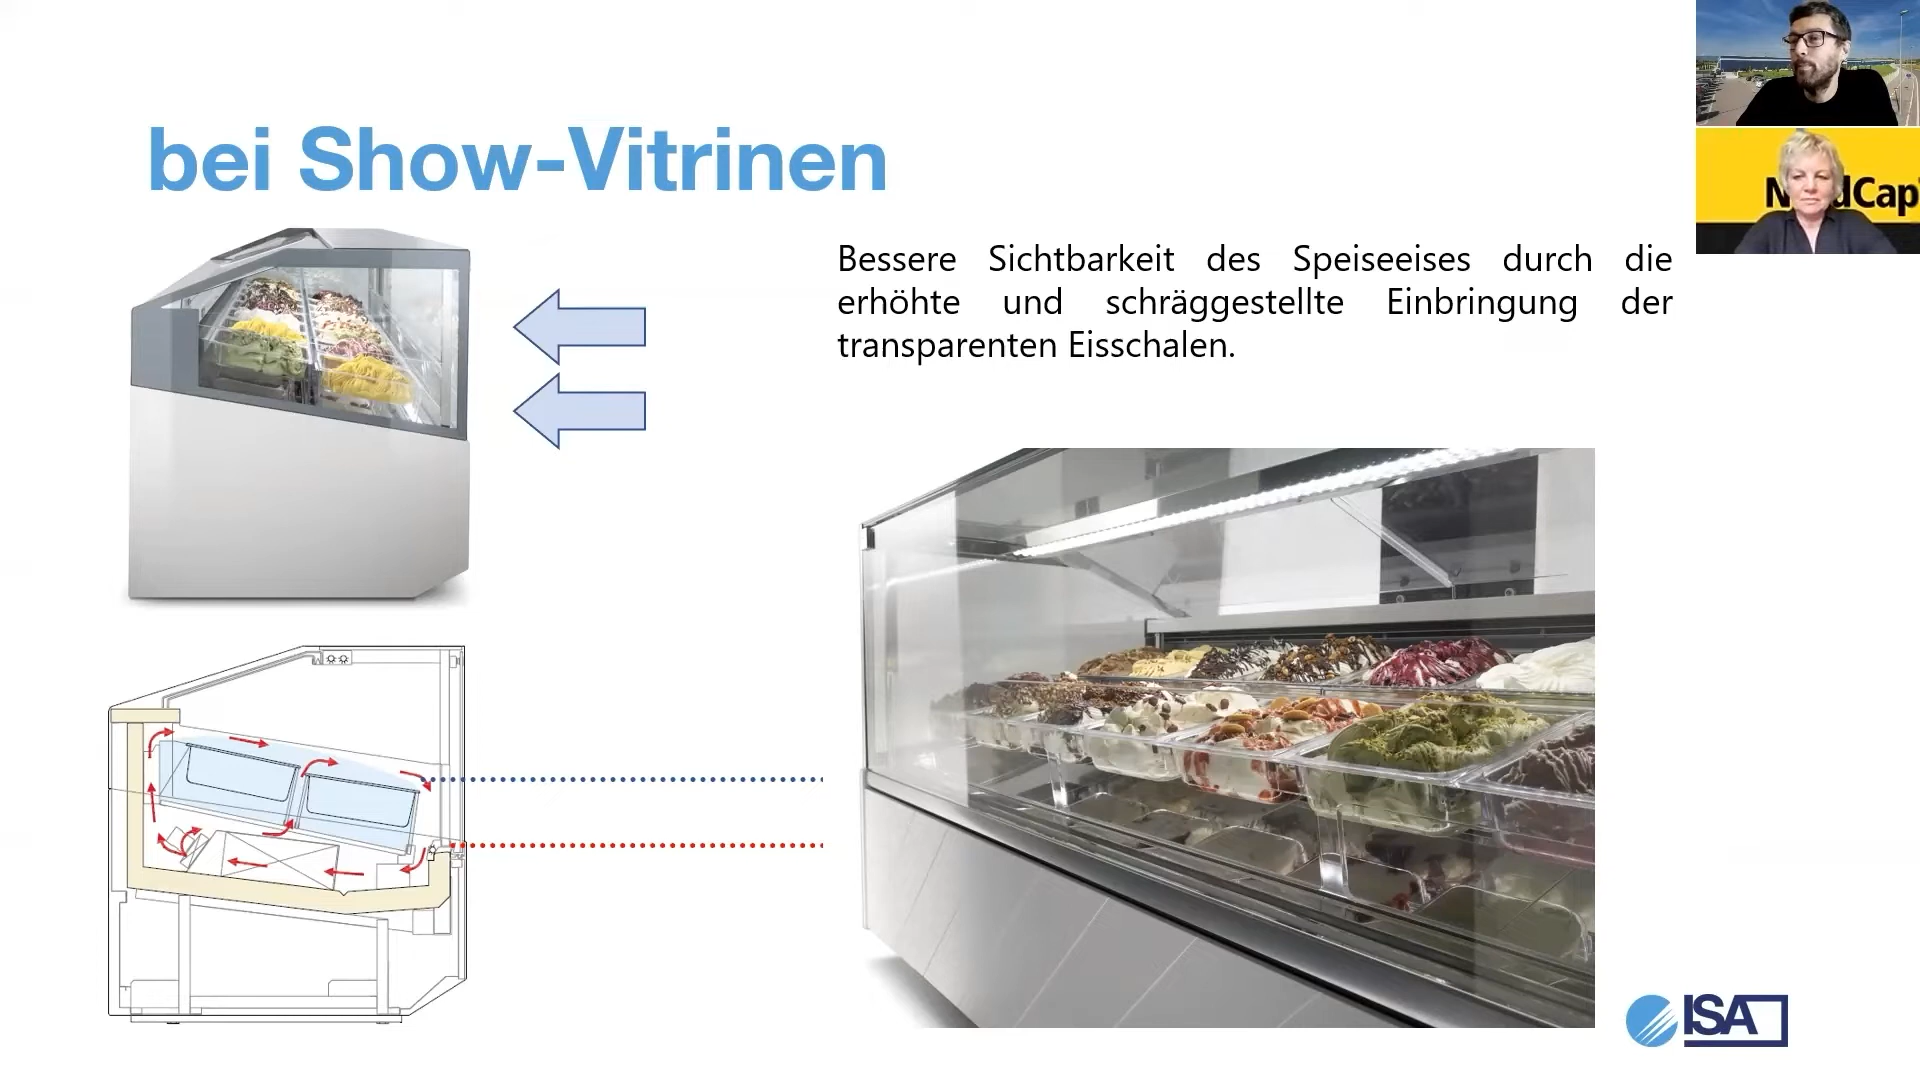 bei Show-Vitrinen
Bessere Sichtbarkeit des Speiseeises durch die
erhöhte und schräggestellte Einbringung der
transparenten Eisschalen.
ISA